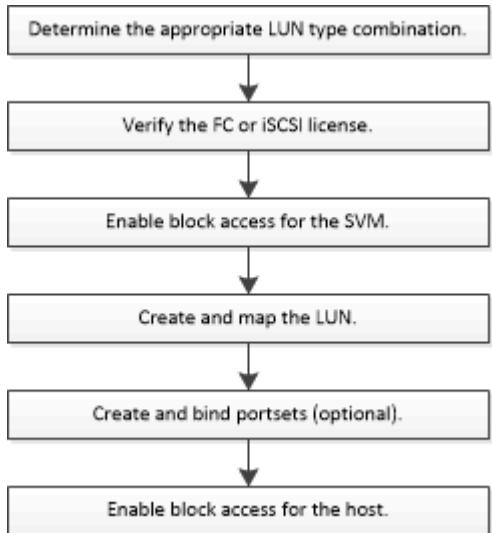 Determine the appropriate LUN type combination.
Verify the FC or iSCSI license.
Enable block access for the SVM.
Create and map the LUN.
Create and bind portsets (optional).
Enable block access for the host.